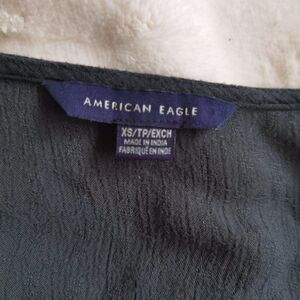 AMERICAN EAGLE
XS/TP/EXCH
MADE IN INDIA
FABRIQUÉ EN INDE